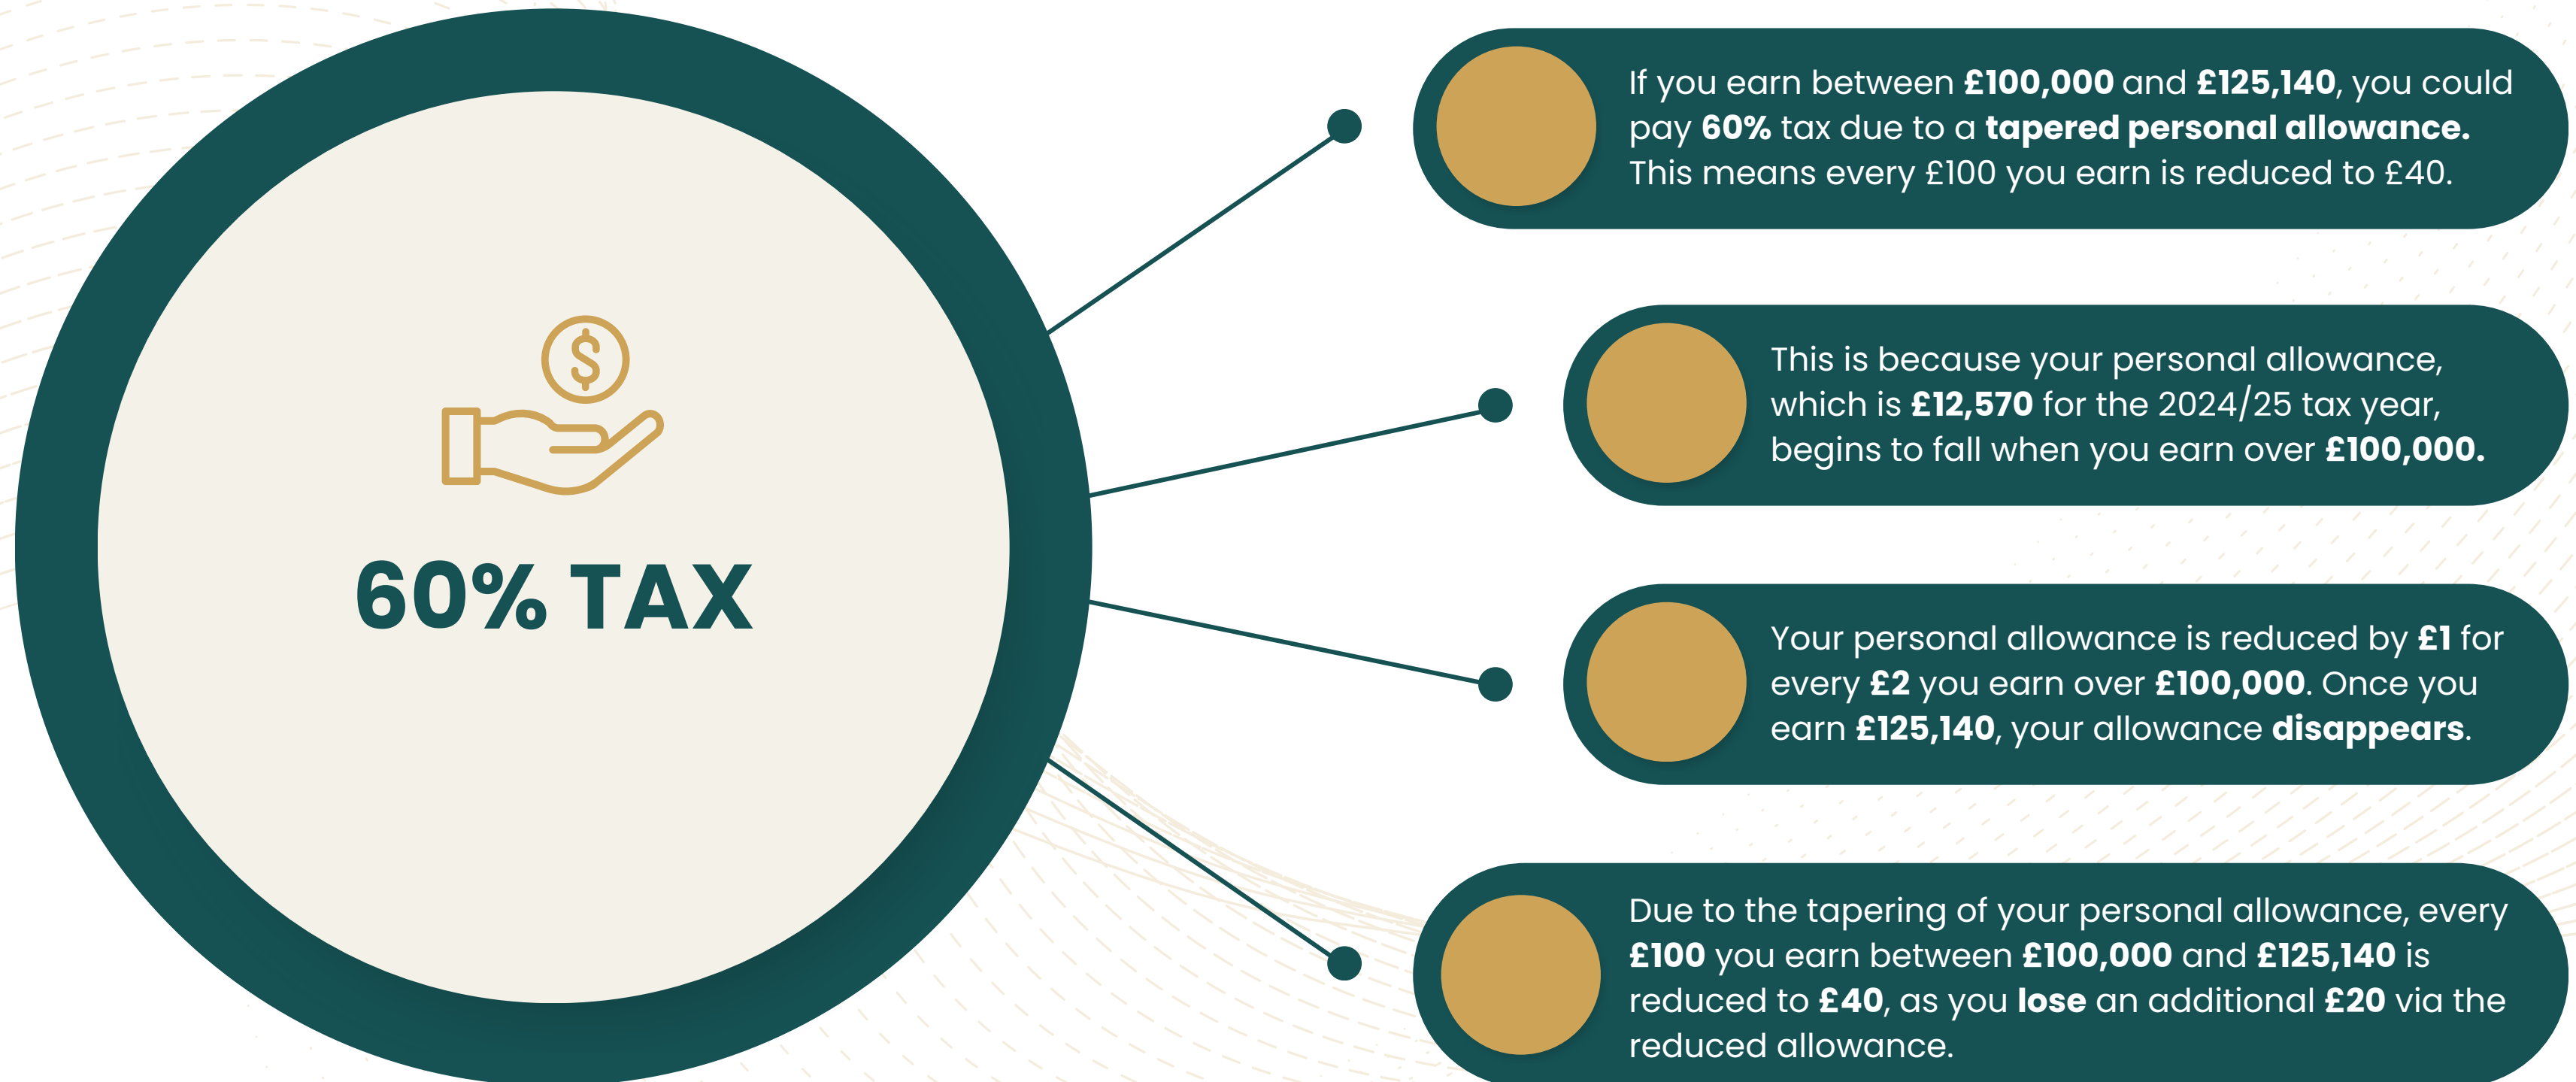 $
60% TAX
If you earn between £100,000 and £125,140, you could
pay 60% tax due to a tapered personal allowance.
This means every £100 you earn is reduced to £40.
This is because your personal allowance,
which is £12,570 for the 2024/25 tax year,
begins to fall when you earn over £100,000.
Your personal allowance is reduced by £1 for
every £2 you earn over £100,000. Once you
earn £125,140, your allowance disappears.
Due to the tapering of your personal allowance, every
£100 you earn between £100,000 and £125,140 is
reduced to £40, as you lose an additional £20 via the
reduced allowance.